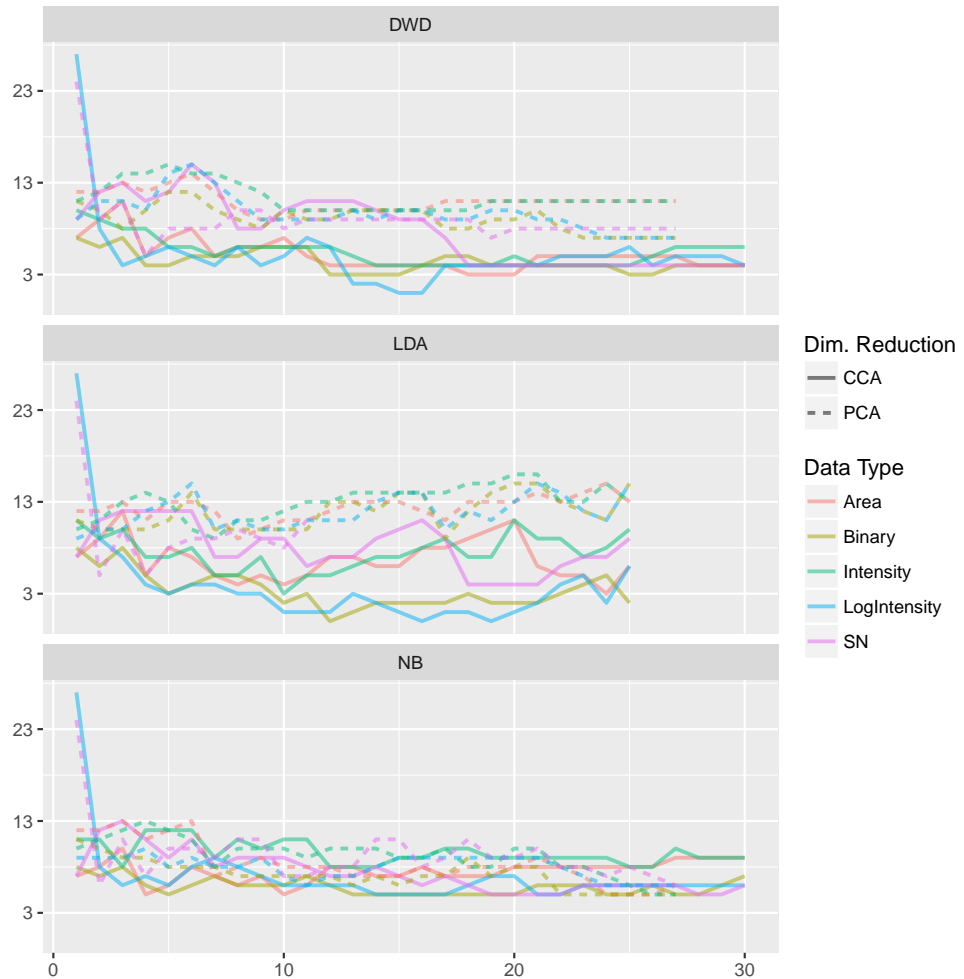 DWD
23
13
3
LDA
23
13
3
NB
23
13
3
0
10
20
30
Dim. Reduction
CCA
PCA
Data Type
Area
Binary
Intensity
LogIntensity
SN